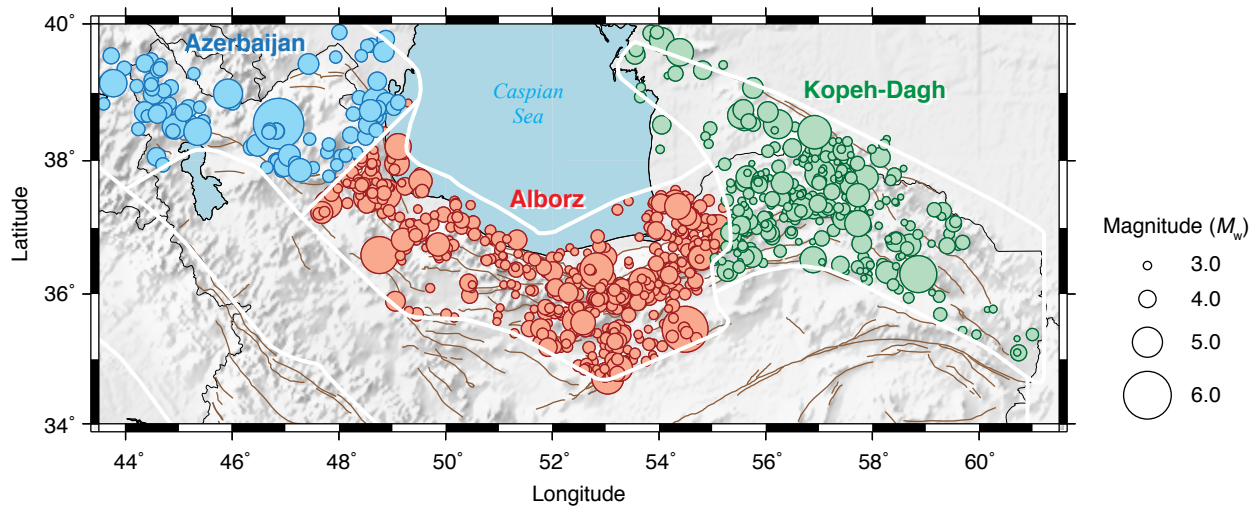 40˚
38˚
36˚
34˚
Latitude
44˚
46˚
48˚
50˚
52˚
54˚
56˚
58˚
60˚
Longitude
Azerbaijan
Caspian
Sea
Kopeh-Dagh
Alborz
Magnitude (Mw)
3.0
4.0
5.0
6.0